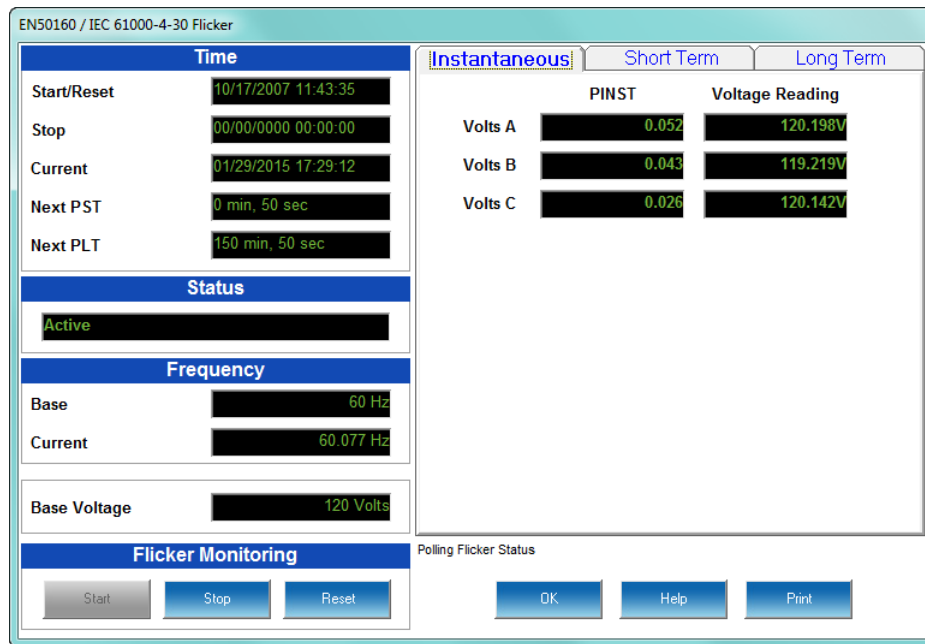 EN50160 / IEC 61000-4-30 Flicker
Time
Start/Reset 10/17/2007 11:43:35
Stop 00/00/0000 00:00:00
Current 01/29/2015 17:29:12
Next PST 0 min, 50 sec
Next PLT 150 min, 50 sec
Status
Active
Frequency
Base 60 Hz
Current 60.077 Hz
Base Voltage 120 Volts
Flicker Monitoring
Start Stop Reset
Instantaneous Short Term Long Term
PINST Voltage Reading
Volts A 0.052 120.198V
Volts B 0.043 119.219V
Volts C 0.026 120.142V
Polling Flicker Status
OK Help Print